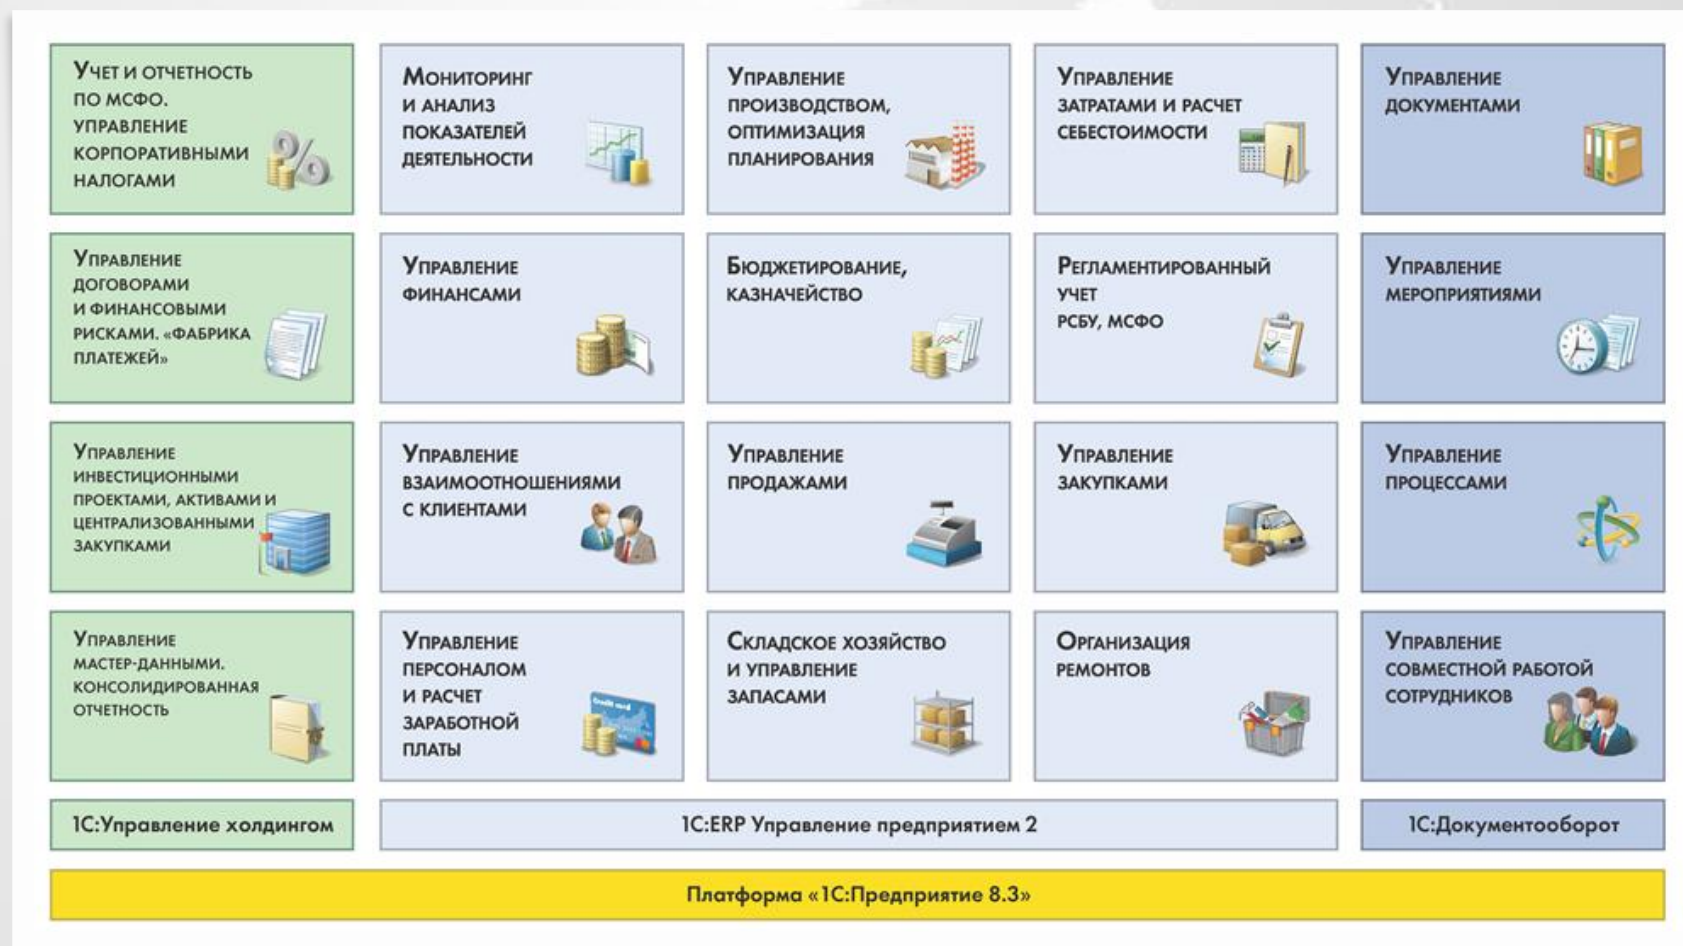 Учет и отчетность
по МСФО.
управление
корпоративными
налогами
Мониторинг
и анализ
показателей
деятельности
Управление
производством,
оптимизация
планирования
Управление
затратами и расчет
себестоимости
Управление
документами
Управление
договорами
и финансовыми
рисками. «Фабрика
платежей»
Управление
финансами
Бюджетирование,
казначейство
Регламентированный
учет
РСБУ, МСФО
Управление
мероприятиями
Управление
инвестиционными
проектами, активами и
централизованными
закупками
Управление
взаимоотношениями
с клиентами
Управление
продажами
Управление
закупками
Управление
процессами
Управление
мастер-данными.
Консолидированная
отчетность
Управление
персоналом
и расчет
заработной
платы
Credit card
Складское хозяйство
и управление
запасами
Организация
ремонтов
Управление
совместной работой
сотрудников
1С:Управление холдингом
1С:ERP Управление предприятием 2
1С:Документооборот
Платформа «1С:Предприятие 8.3»